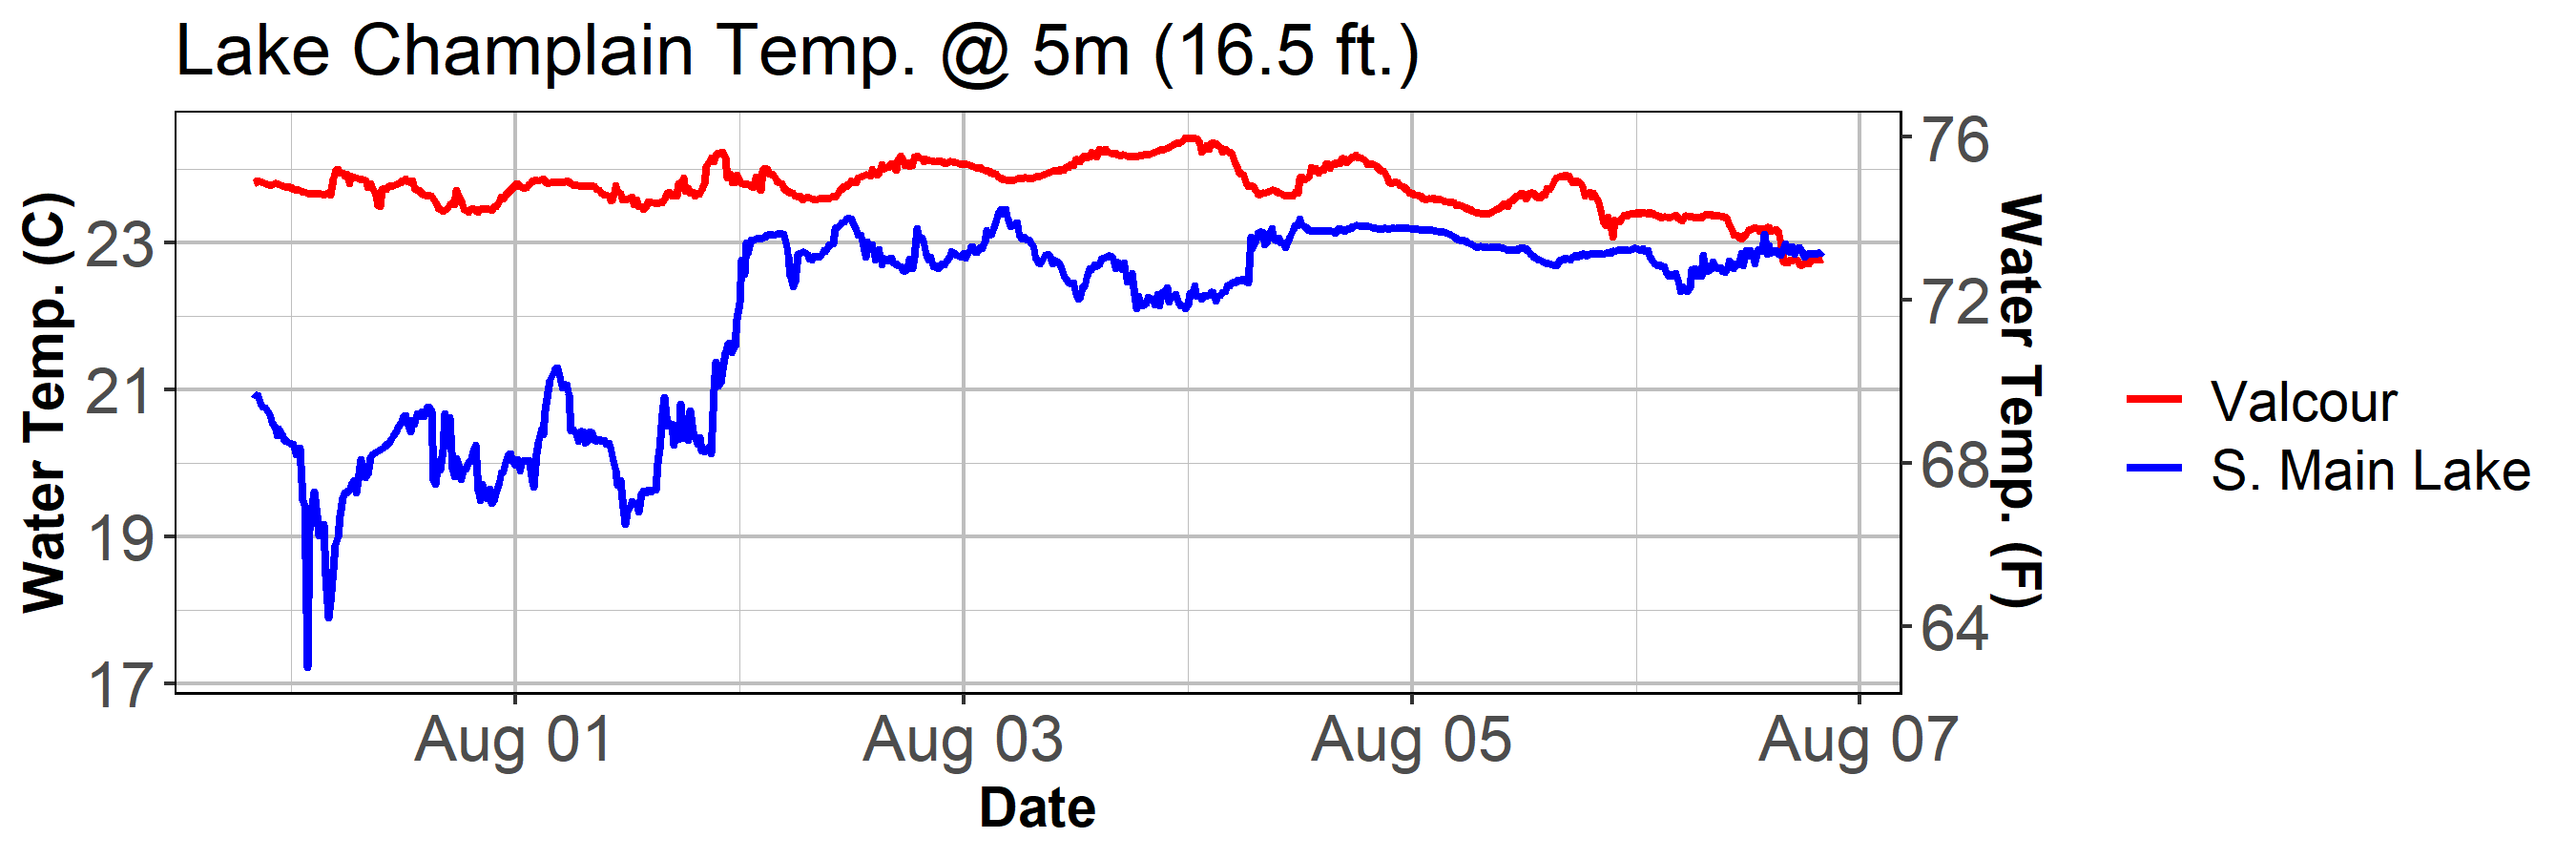 Lake Champlain Temp. @ 5m (16.5 ft.)
Water Temp. (C)
23
21
19
17
76
72
68
64
Water Temp. (F)
Aug 01
Aug 03
Aug 05
Aug 07
Date
Valcour
S. Main Lake